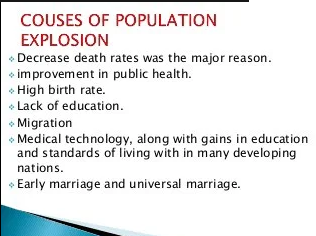 COUSES OF POPULATION
EXPLOSION
Decrease death rates was the major reason.
improvement in public health.
High birth rate.
Lack of education.
Migration
Medical technology, along with gains in education
and standards of living with in many developing
nations.
Early marriage and universal marriage.